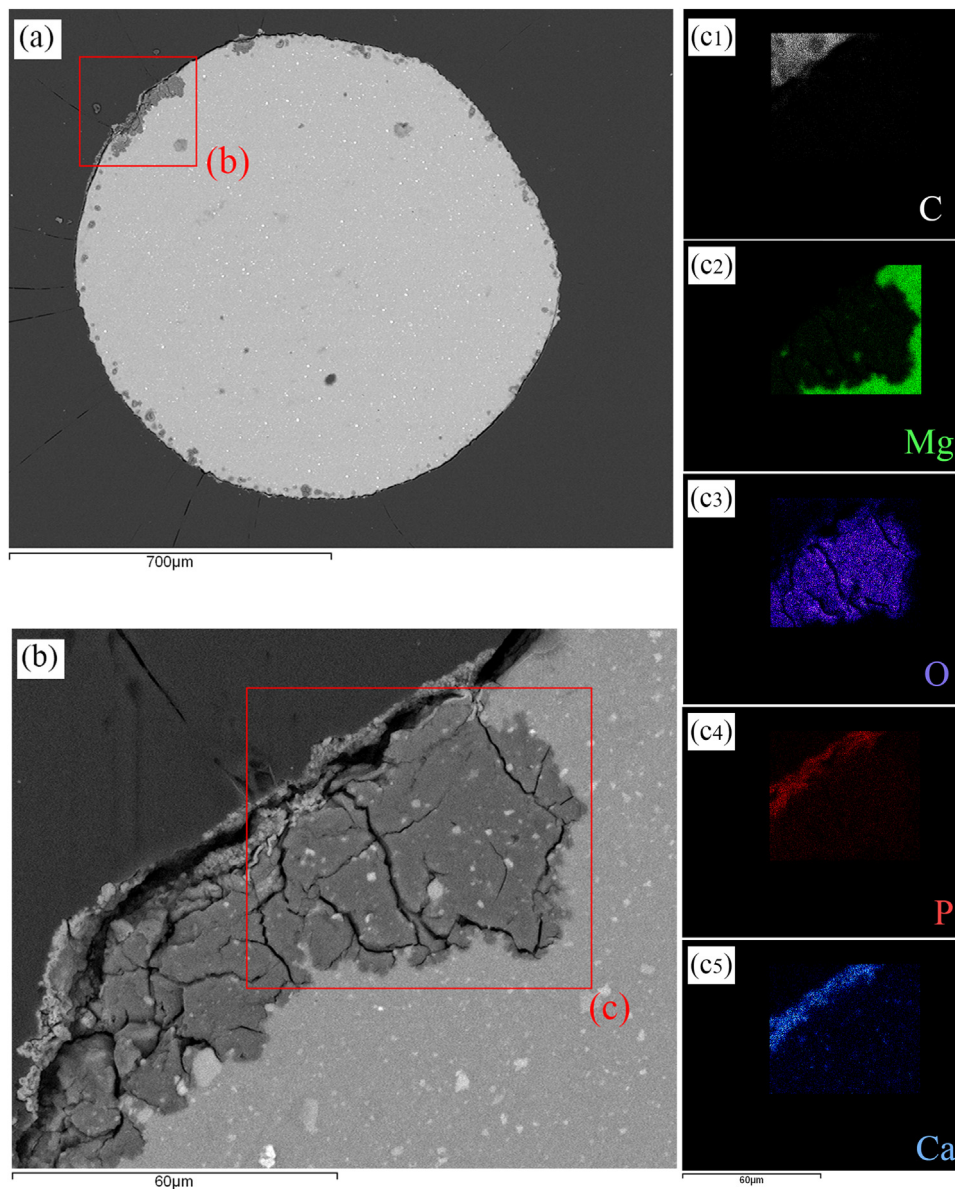 (a)
(b)
700μm
(b)
(c)
60μm
(c1)
C
(c2)
Mg
(c3)
O
(c4)
P
(c5)
Ca
60μm